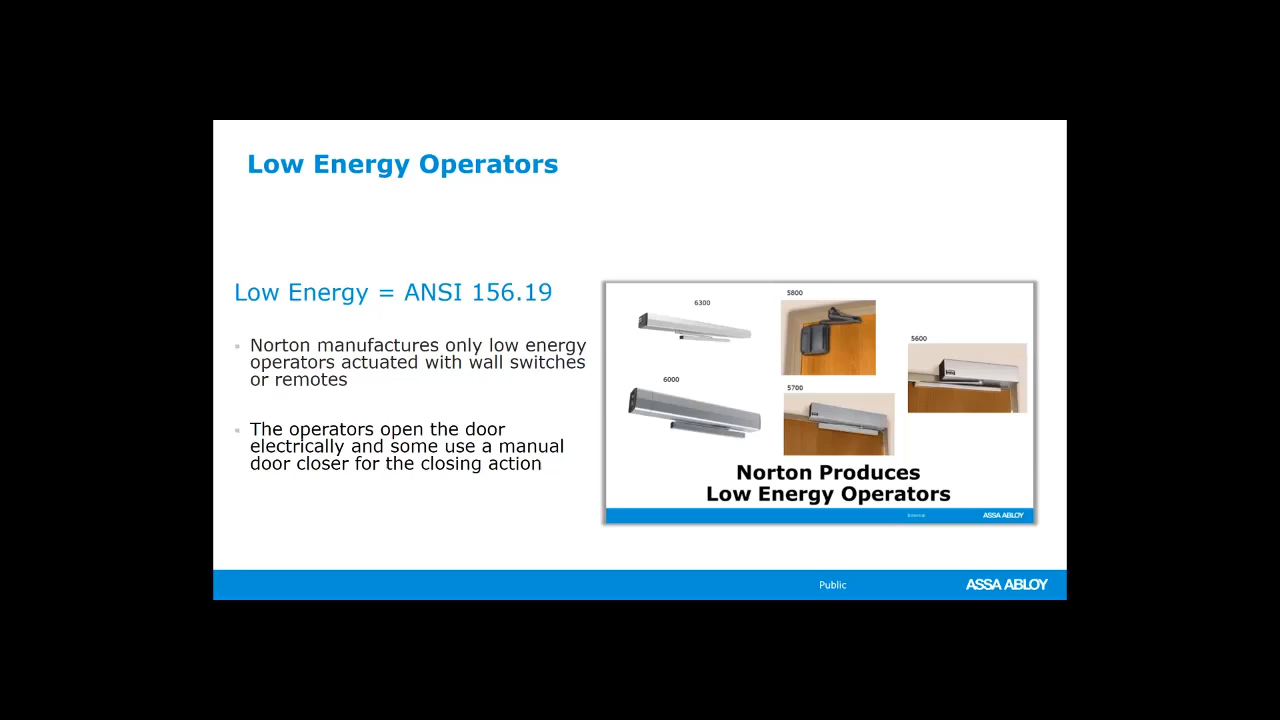 Low Energy Operators
Low Energy = ANSI 156.19
Norton manufactures only low energy
operators actuated with wall switches
or remotes
The operators open the door
electrically and some use a manual
door closer for the closing action
6300
5800
5600
6000
5700
Norton Produces
Low Energy Operators
ASSA ABLOY
Public
ASSA ABLOY